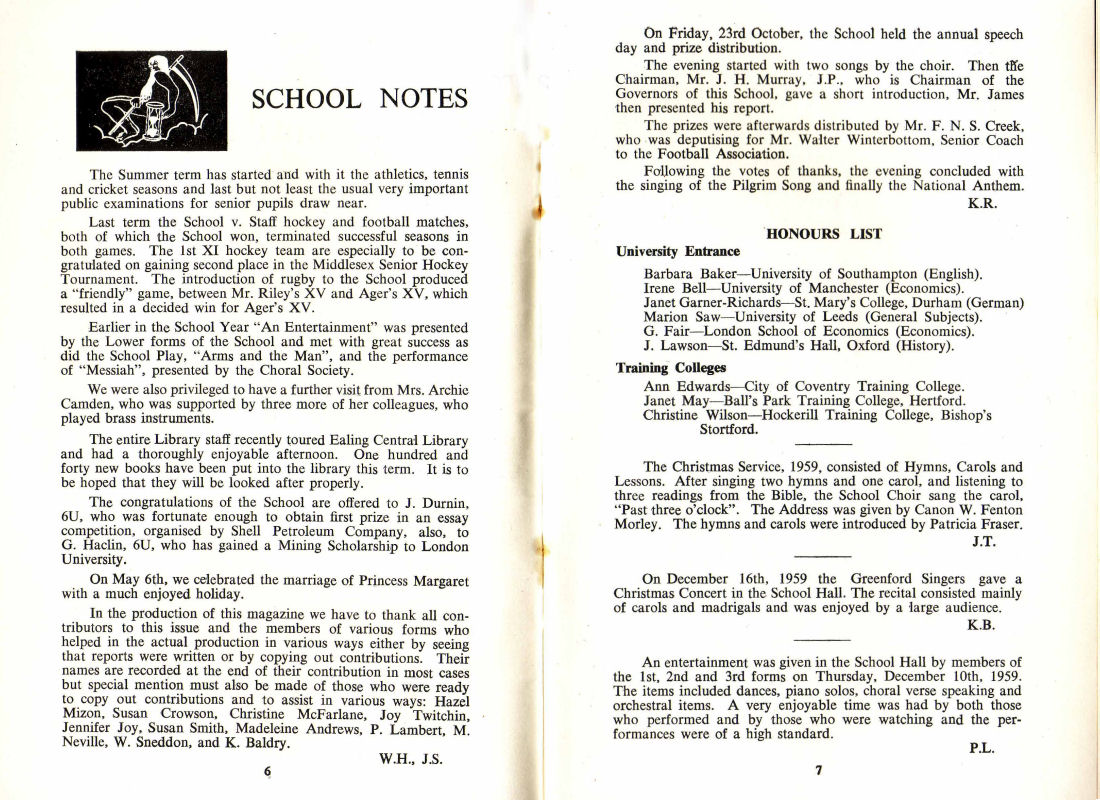 SCHOOL NOTES
The Summer term has started and with it the athletics, tennis
and cricket seasons and last but not least the usual very important
public examinations for senior pupils draw near.
Last term the School v. Staff hockey and football matches,
both of which the School won, terminated successful seasons in
both games. The 1st XI hockey team are especially to be con-
gratulated on gaining second place in the Middlesex Senior Hockey
Tournament. The introduction of rugby to the School produced
a "friendly" game, between Mr. Riley's XV and Ager's XV, which
resulted in a decided win for Ager's XV.
Earlier in the School Year "An Entertainment" was presented
by the Lower forms of the School and met with great success as
did the School Play, "Arms and the Man", and the performance
of "Messiah", presented by the Choral Society.
We were also privileged to have a further visit from Mrs. Archie
Camden, who was supported by three more of her colleagues, who
played brass instruments.
The entire Library staff recently toured Ealing Central Library
and had a thoroughly enjoyable afternoon. One hundred and
forty new books have been put into the library this term. It is to
be hoped that they will be looked after properly.
The congratulations of the School are offered to J. Durnin,
6U, who was fortunate enough to obtain first prize in an essay
competition, organised by Shell Petroleum Company, also, to
G. Haclin, 6U, who has gained a Mining Scholarship to London
University.
On May 6th, we celebrated the marriage of Princess Margaret
with a much enjoyed holiday.
In the production of this magazine we have to thank all con-
tributors to this issue and the members of various forms who
helped in the actual production in various ways either by seeing
that reports were written or by copying out contributions. Their
names are recorded at the end of their contribution in most cases
but special mention must also be made of those who were ready
to copy out contributions and to assist in various ways: Hazel
Mizon, Susan Crowson, Christine McFarlane, Joy Twitchin,
Jennifer Joy, Susan Smith, Madeleine Andrews, P. Lambert, M.
Neville, W. Sneddon, and K. Baldry.
W.H., J.S.
6
On Friday, 23rd October, the School held the annual speech
day and prize distribution.
The evening started with two songs by the choir. Then the
Chairman, Mr. J. H. Murray, J.P., who is Chairman of the
Governors of this School, gave a short introduction, Mr. James
then presented his report.
The prizes were afterwards distributed by Mr. F. N. S. Creek,
who was deputising for Mr. Walter Winterbottom, Senior Coach
to the Football Association.
Following the votes of thanks, the evening concluded with
the singing of the Pilgrim Song and finally the National Anthem.
K.R.
HONOURS LIST
University Entrance
Barbara Baker—University of Southampton (English).
Irene Bell—University of Manchester (Economics).
Janet Garner-Richards—St. Mary's College, Durham (German)
Marion Saw—University of Leeds (General Subjects).
G. Fair—London School of Economics (Economics).
J. Lawson—St. Edmund's Hall, Oxford (History).
Training Colleges
Ann Edwards—City of Coventry Training College.
Janet May—Ball's Park Training College, Hertford.
Christine Wilson—Hockerill Training College, Bishop's
Stortford.
The Christmas Service, 1959, consisted of Hymns, Carols and
Lessons. After singing two hymns and one carol, and listening to
three readings from the Bible, the School Choir sang the carol,
"Past three o'clock". The Address was given by Canon W. Fenton
Morley. The hymns and carols were introduced by Patricia Fraser.
J.T.
On December 16th, 1959 the Greenford Singers gave a
Christmas Concert in the School Hall. The recital consisted mainly
of carols and madrigals and was enjoyed by a large audience.
K.B.
An entertainment was given in the School Hall by members of
the 1st, 2nd and 3rd forms on Thursday, December 10th, 1959.
The items included dances, piano solos, choral verse speaking and
orchestral items. A very enjoyable time was had by both those
who performed and by those who were watching and the per-
formances were of a high standard.
P.L.
7